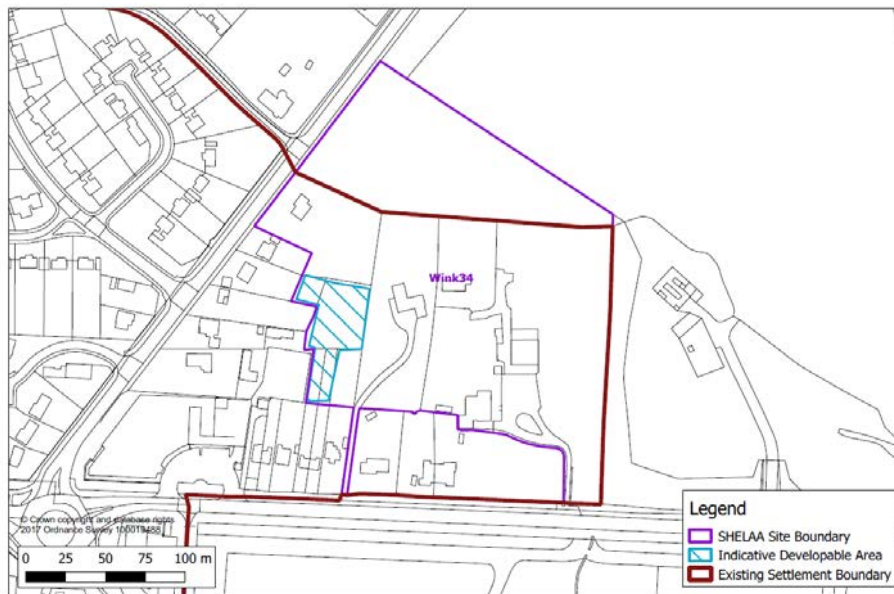 Wink34
Legend
SHELAA Site Boundary
Indicative Developable Area
Existing Settlement Boundary
© Crown copyright and database rights
2017 Ordnance Survey 100019488
0 25 50 75 100 m